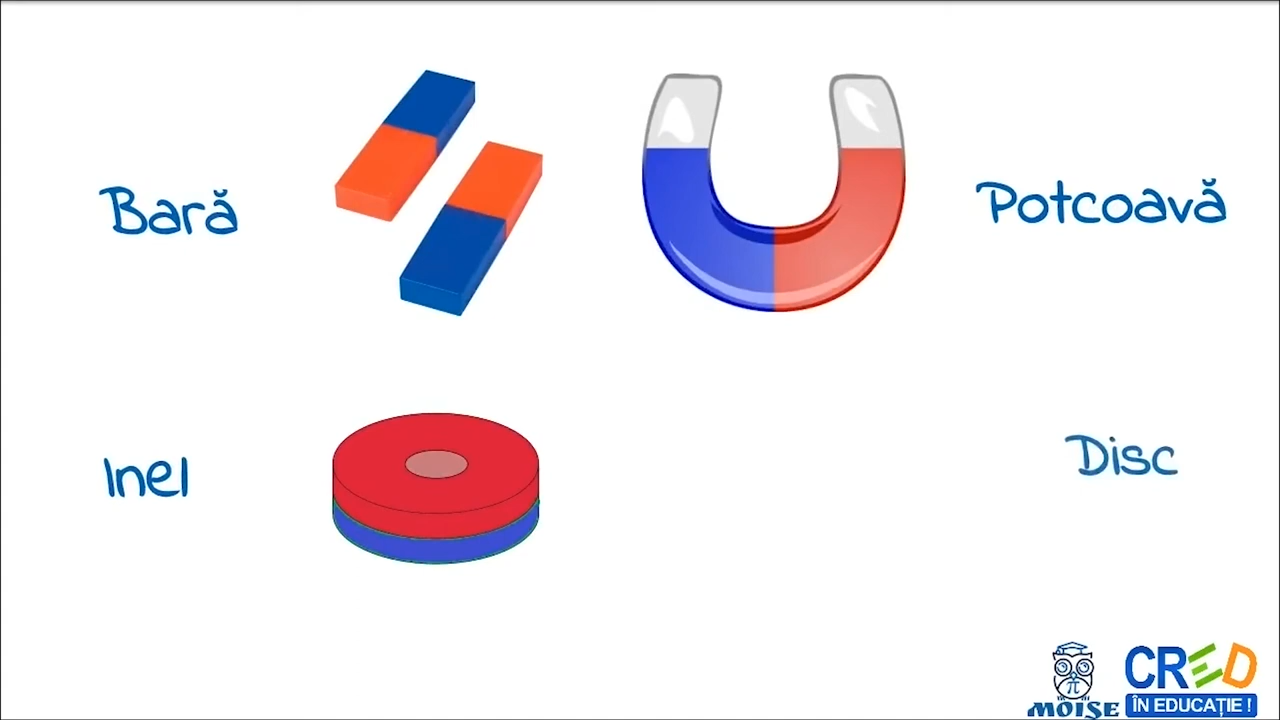 Bară
Potcoavă
Inel
Disc
MOISE
CRED
ÎN EDUCAȚIE !